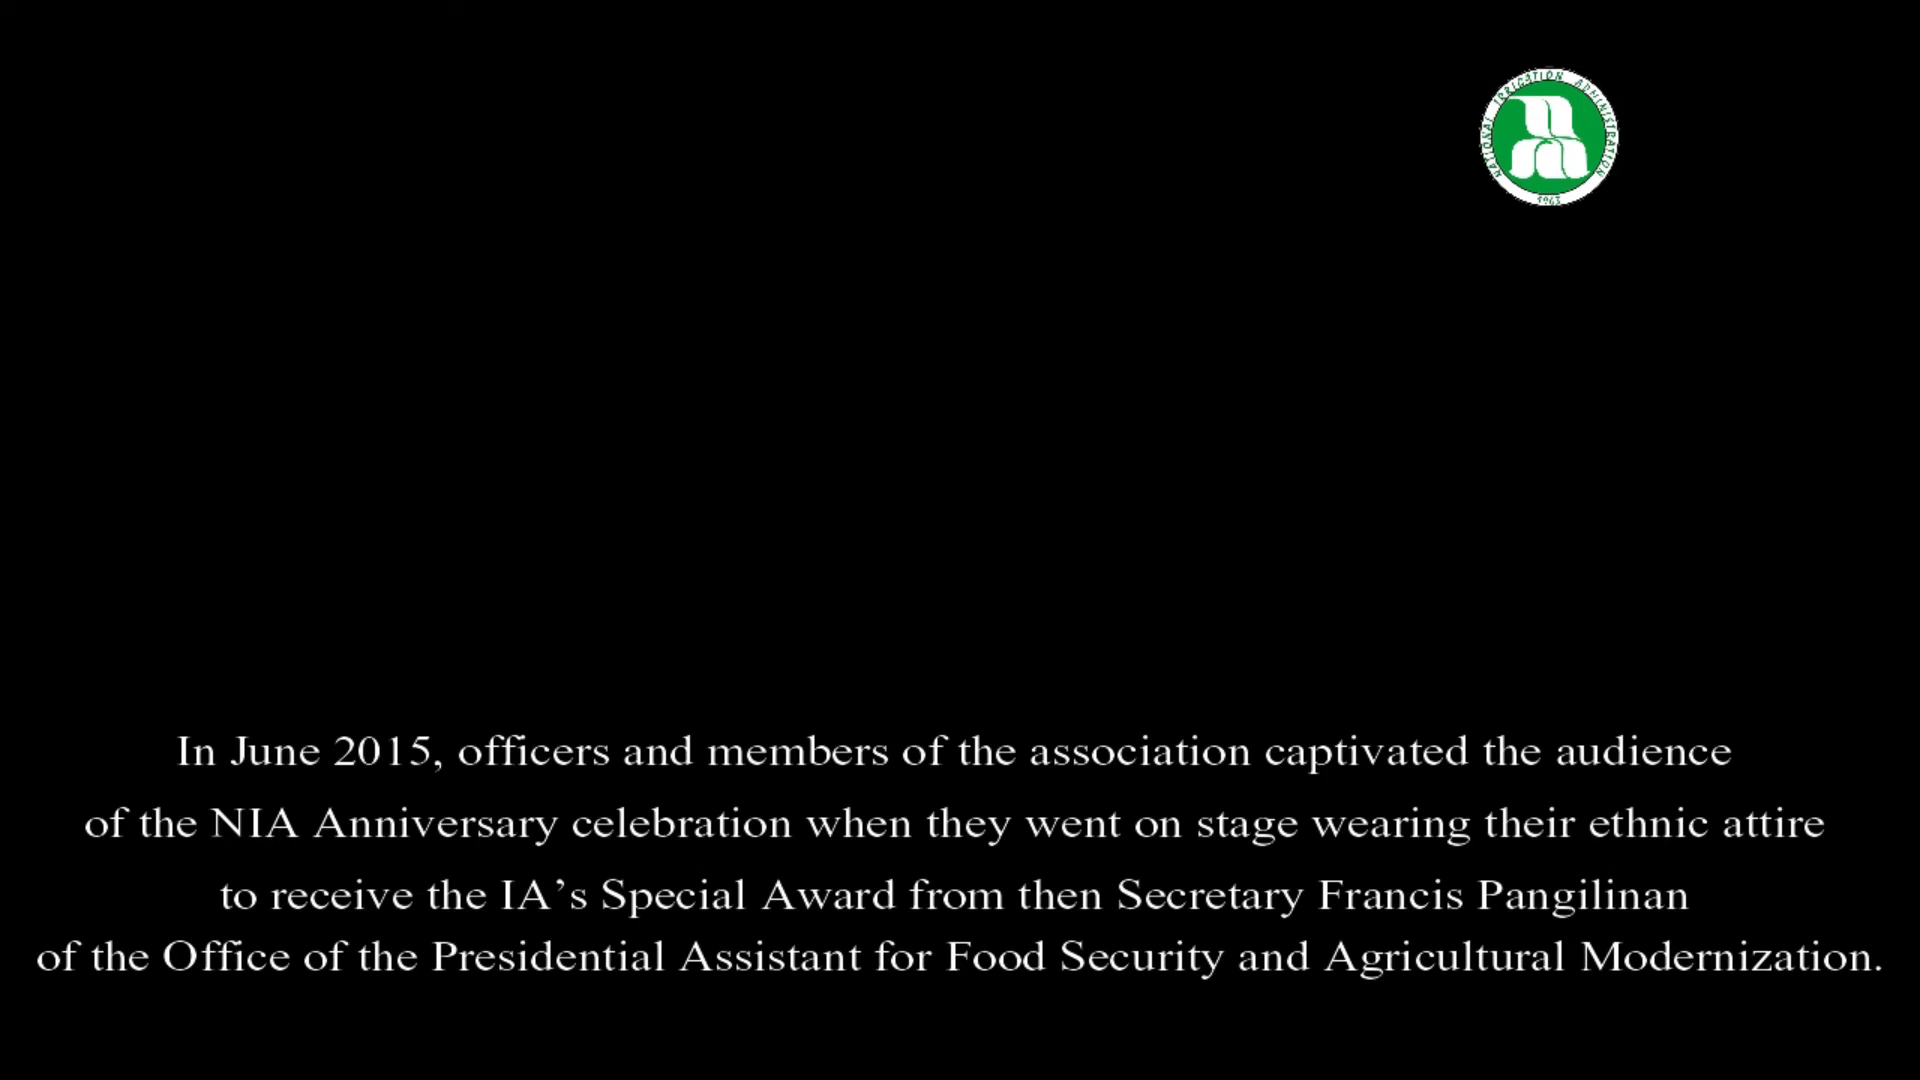 NATIONAL IRRIGATION ADMINISTRATION
1963
In June 2015, officers and members of the association captivated the audience
of the NIA Anniversary celebration when they went on stage wearing their ethnic attire
to receive the IA’s Special Award from then Secretary Francis Pangilinan
of the Office of the Presidential Assistant for Food Security and Agricultural Modernization.